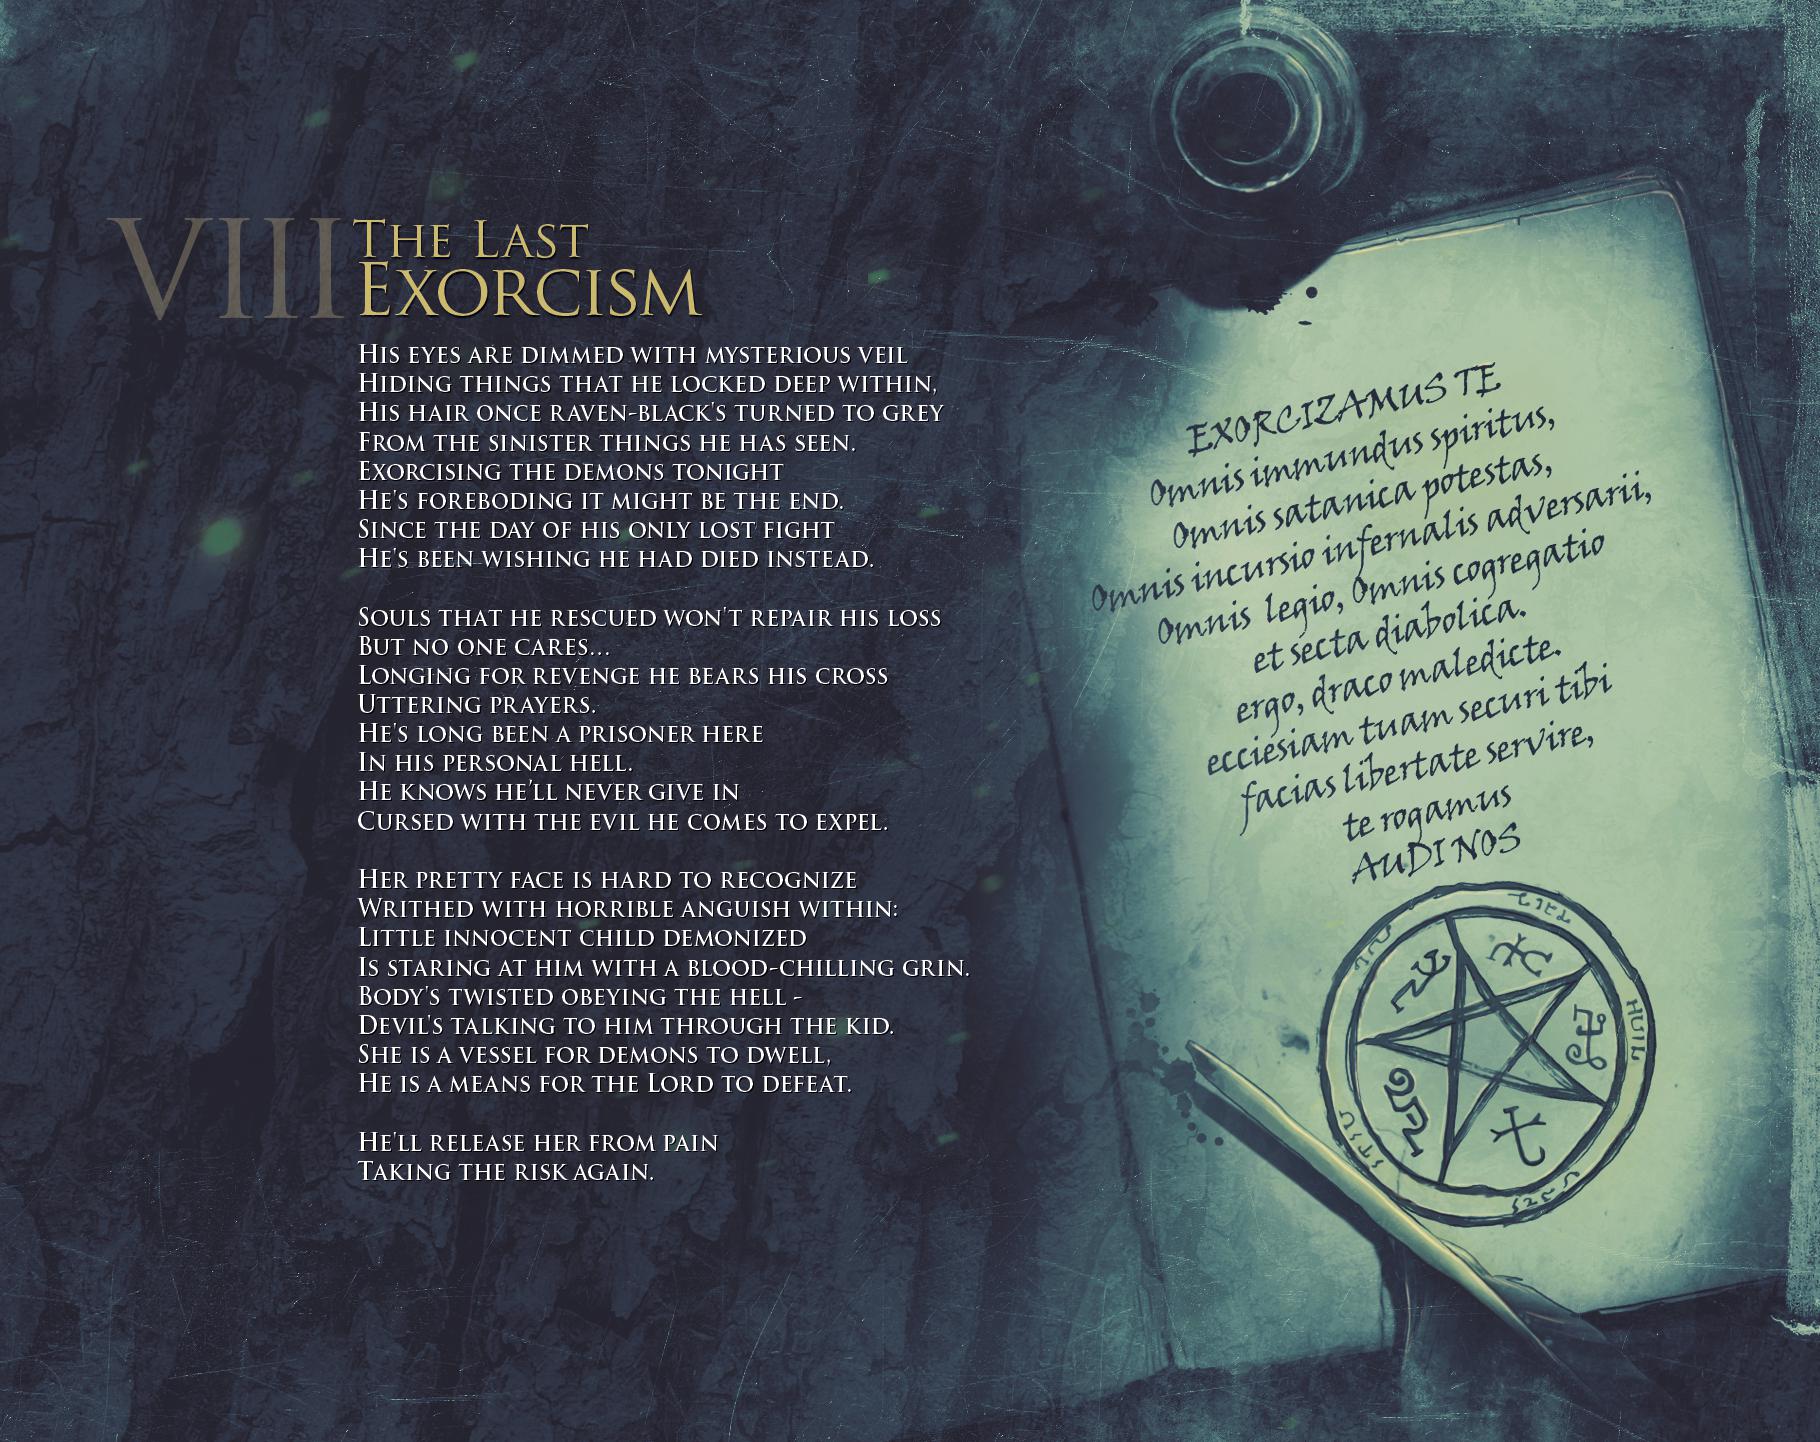 VIII
The Last
Exorcism
His eyes are dimmed with mysterious veil
Hiding things that he locked deep within,
His hair once raven-black's turned to grey
From the sinister things he has seen.
Exorcising the demons tonight
He's foreboding it might be the end.
Since the day of his only lost fight
He's been wishing he had died instead.
Souls that he rescued won't repair his loss
But no one cares...
Longing for revenge he bears his cross
Uttering prayers.
He's long been a prisoner here
In his personal hell.
He knows he'll never give in
Cursed with the evil he comes to expel.
Her pretty face is hard to recognize
Writhed with horrible anguish within:
Little innocent child demonized
Is staring at him with a blood-chilling grin.
Body's twisted obeying the hell -
Devil's talking to him through the kid.
She is a vessel for demons to dwell,
He is a means for the Lord to defeat.
He'll release her from pain
Taking the risk again.
EXORCIZAMUS TE
Omnis immundus spiritus,
Omnis satanica potestas,
Omnis incursio infernalis adversarii,
Omnis legio, Omnis cogregatio
et secta diabolica.
ergo, draco maledicte.
ecciesiam tuam securi tibi
facias libertate servire,
te rogamus
AUDI NOS